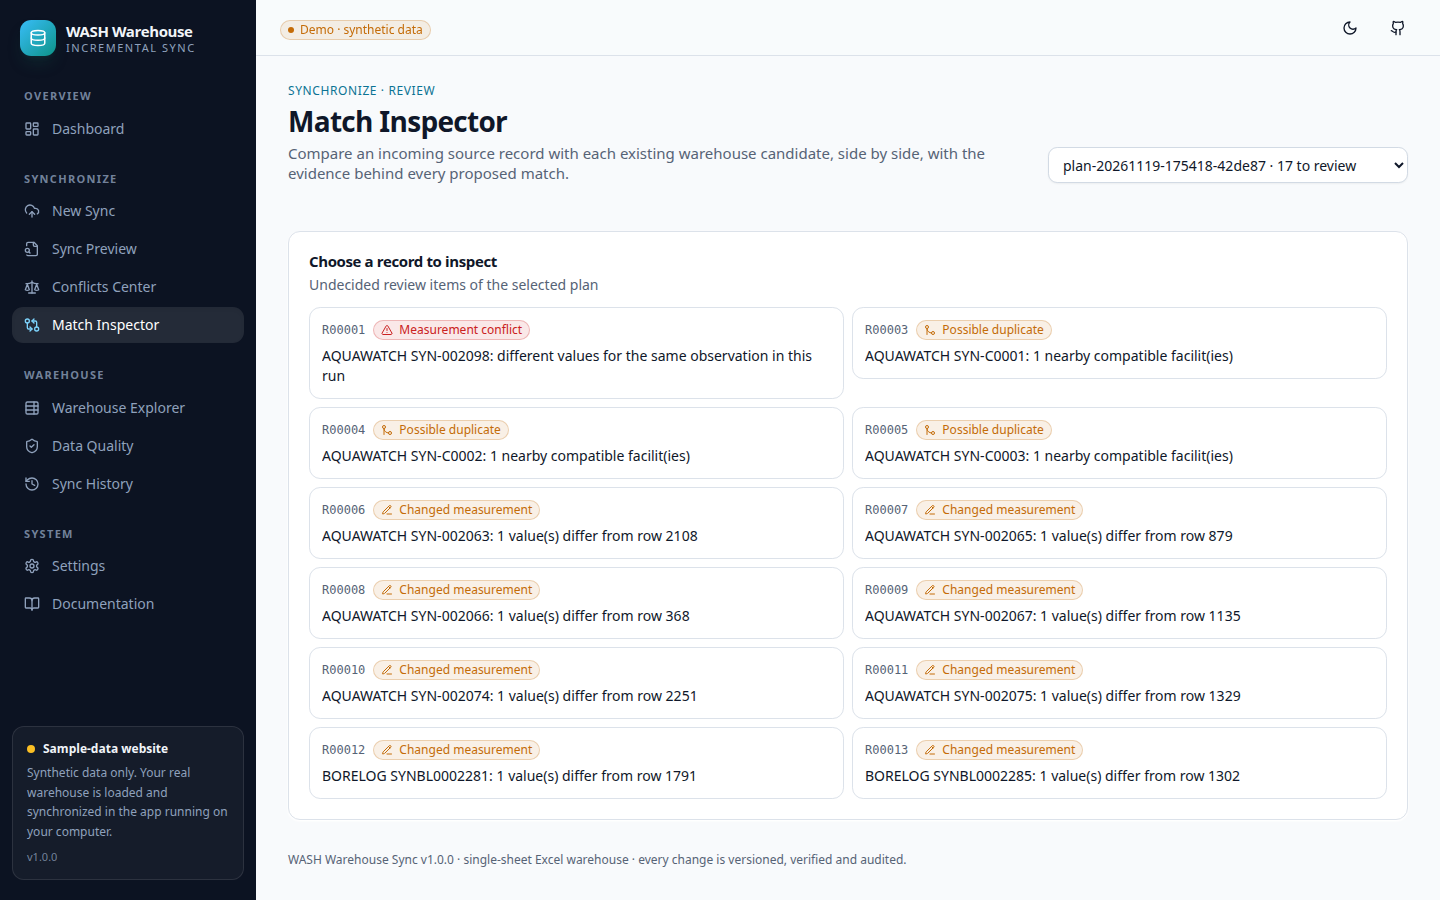 WASH Warehouse
INCREMENTAL SYNC
OVERVIEW
Dashboard
SYNCHRONIZE
New Sync
Sync Preview
Conflicts Center
Match Inspector
WAREHOUSE
Warehouse Explorer
Data Quality
Sync History
SYSTEM
Settings
Documentation
Sample-data website
Synthetic data only. Your real
warehouse is loaded and
synchronized in the app running on
your computer.
v1.0.0
Demo · synthetic data
SYNCHRONIZE · REVIEW
Match Inspector
Compare an incoming source record with each existing warehouse candidate, side by side, with the
evidence behind every proposed match.
plan-20261119-175418-42de87 · 17 to review
Choose a record to inspect
Undecided review items of the selected plan
R00001 Measurement conflict
AQUAWATCH SYN-002098: different values for the same observation in this
run
R00003 Possible duplicate
AQUAWATCH SYN-C0001: 1 nearby compatible facilit(ies)
R00004 Possible duplicate
AQUAWATCH SYN-C0002: 1 nearby compatible facilit(ies)
R00005 Possible duplicate
AQUAWATCH SYN-C0003: 1 nearby compatible facilit(ies)
R00006 Changed measurement
AQUAWATCH SYN-002063: 1 value(s) differ from row 2108
R00007 Changed measurement
AQUAWATCH SYN-002065: 1 value(s) differ from row 879
R00008 Changed measurement
AQUAWATCH SYN-002066: 1 value(s) differ from row 368
R00009 Changed measurement
AQUAWATCH SYN-002067: 1 value(s) differ from row 1135
R00010 Changed measurement
AQUAWATCH SYN-002074: 1 value(s) differ from row 2251
R00011 Changed measurement
AQUAWATCH SYN-002075: 1 value(s) differ from row 1329
R00012 Changed measurement
BORELOG SYNBL0002281: 1 value(s) differ from row 1791
R00013 Changed measurement
BORELOG SYNBL0002285: 1 value(s) differ from row 1302
WASH Warehouse Sync v1.0.0 · single-sheet Excel warehouse · every change is versioned, verified and audited.